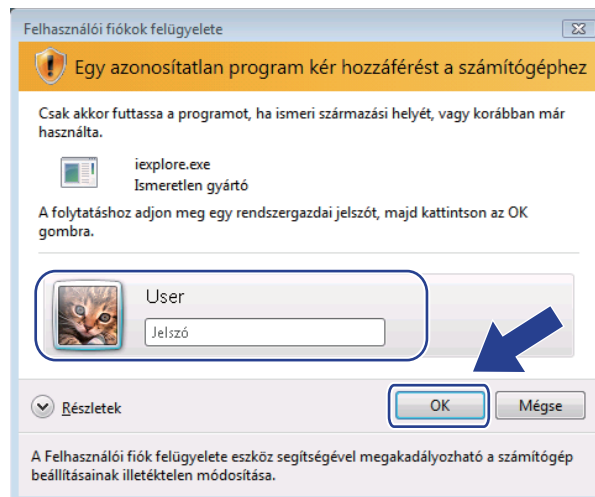 Felhasználói fiókok felügyelete
Egy azonosítatlan program kér hozzáférést a számítógéphez
Csak akkor futtassa a programot, ha ismeri származási helyét, vagy korábban már
használta.
iexplore.exe
Ismeretlen gyártó
A folytatáshoz adjon meg egy rendszergazdai jelszót, majd kattintson az OK
gombra.
User
Jelszó
Részletek
OK
Mégse
A Felhasználói fiók felügyelete eszköz segítségével megakadályozható a számítógép
beállításainak illetéktelen módosítása.